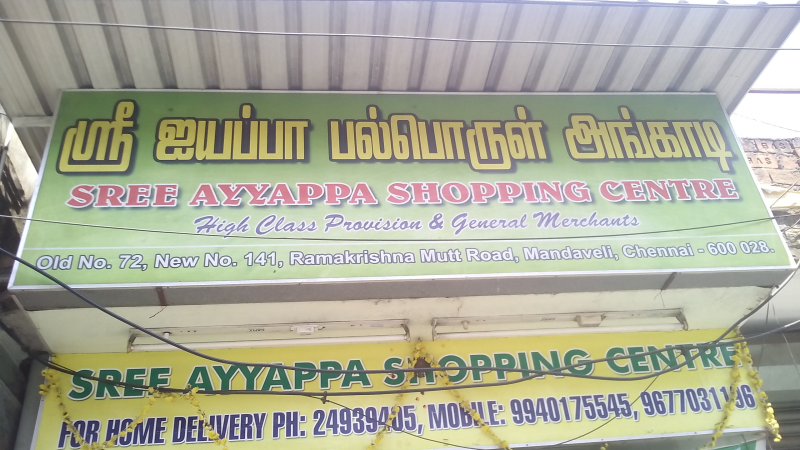 ஸ்ரீ ஐயப்பா பல்பொருள் அங்காடி
SREE AYYAPPA SHOPPING CENTRE
High Class Provision & General Merchants
Old No. 72, New No. 141, Ramakrishna Mutt Road, Mandaveli, Chennai - 600 028.
SREE AYYAPPA SHOPPING CENTRE
FOR HOME DELIVERY PH: 24939405, MOBILE: 9940175545,